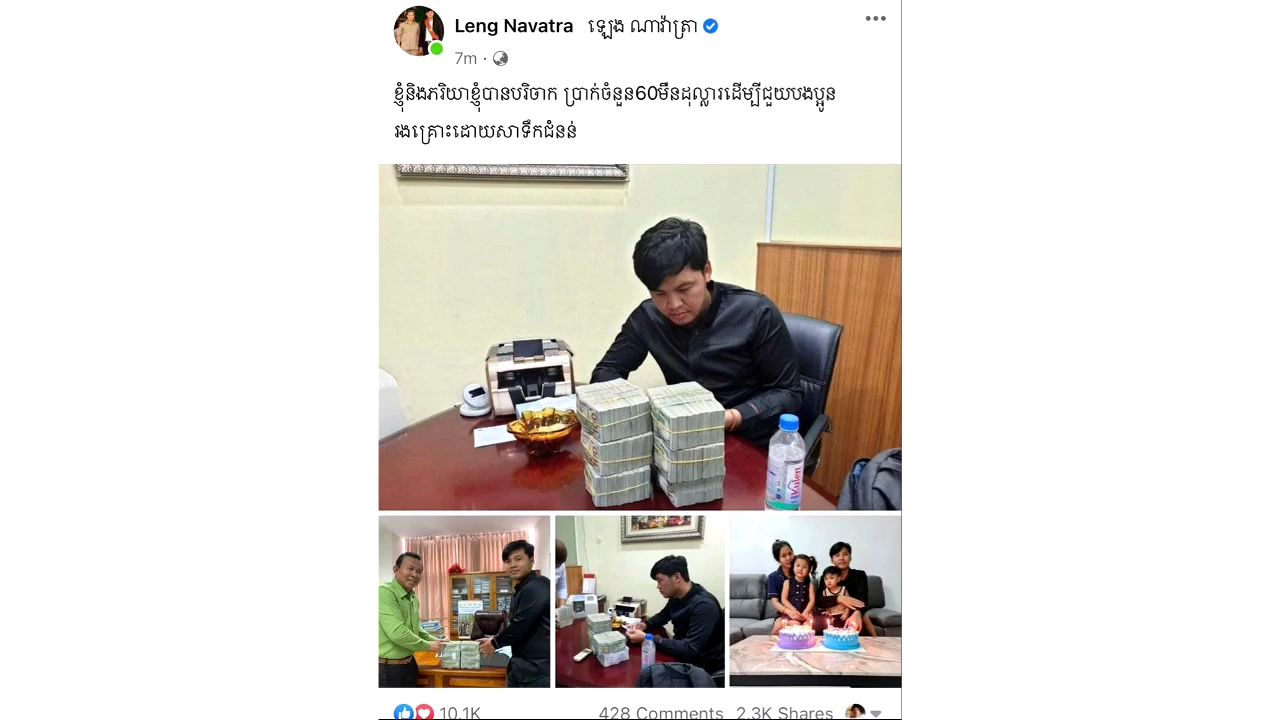 Leng Navatra ឡេង ណាវ៉ាត្រា
7m ·
ខ្ញុំនិងភរិយាខ្ញុំបានបរិចាក ប្រាក់ចំនួន60មឺនដុល្លារដើម្បីជួយបងប្អូន
រងគ្រោះដោយសាទឹកជំនន់
Kulen
10.1K 428 Comments 2.3K Shares